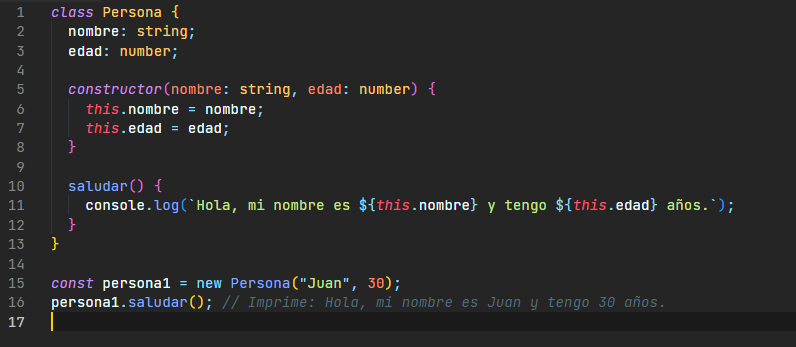 1 class Persona {
2   nombre: string;
3   edad: number;
4
5   constructor(nombre: string, edad: number) {
6     this.nombre = nombre;
7     this.edad = edad;
8   }
9
10   saludar() {
11     console.log(`Hola, mi nombre es ${this.nombre} y tengo ${this.edad} años.`);
12   }
13 }
14
15 const persona1 = new Persona("Juan", 30);
16 persona1.saludar(); // Imprime: Hola, mi nombre es Juan y tengo 30 años.
17